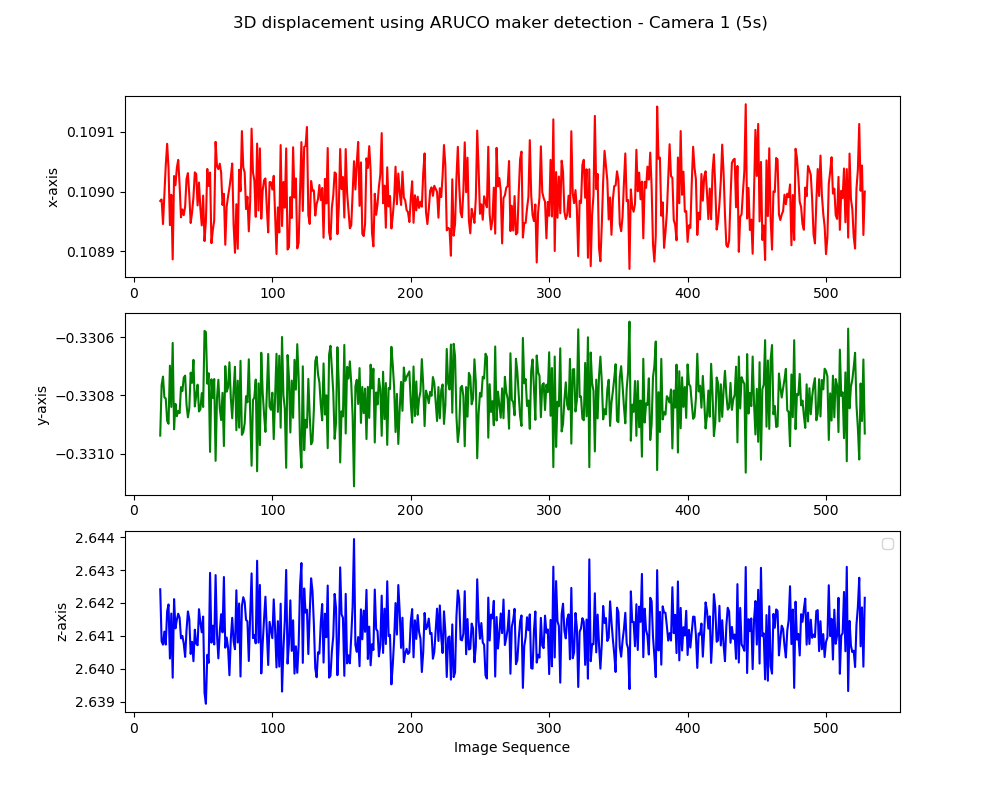 3D displacement using ARUCO maker detection - Camera 1 (5s)
x-axis
0.1091
0.1090
0.1089
0 100 200 300 400 500
y-axis
−0.3306
−0.3308
−0.3310
0 100 200 300 400 500
z-axis
2.644
2.643
2.642
2.641
2.640
2.639
0 100 200 300 400 500
Image Sequence